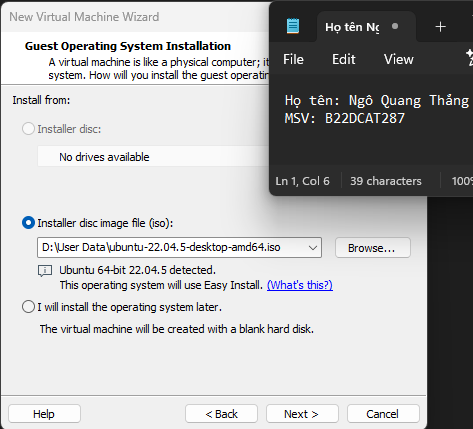 New Virtual Machine Wizard
Guest Operating System Installation
A virtual machine is like a physical computer; it
system. How will you install the guest operating
Install from:
Installer disc:
No drives available
Installer disc image file (iso):
D:\User Data\ubuntu-22.04.5-desktop-amd64.iso
Browse...
Ubuntu 64-bit 22.04.5 detected.
This operating system will use Easy Install. (What's this?)
I will install the operating system later.
The virtual machine will be created with a blank hard disk.
Help
< Back
Next >
Cancel
Họ tên Ng
File Edit View
Họ tên: Ngô Quang Thắng
MSV: B22DCAT287
Ln 1, Col 6
39 characters
100%